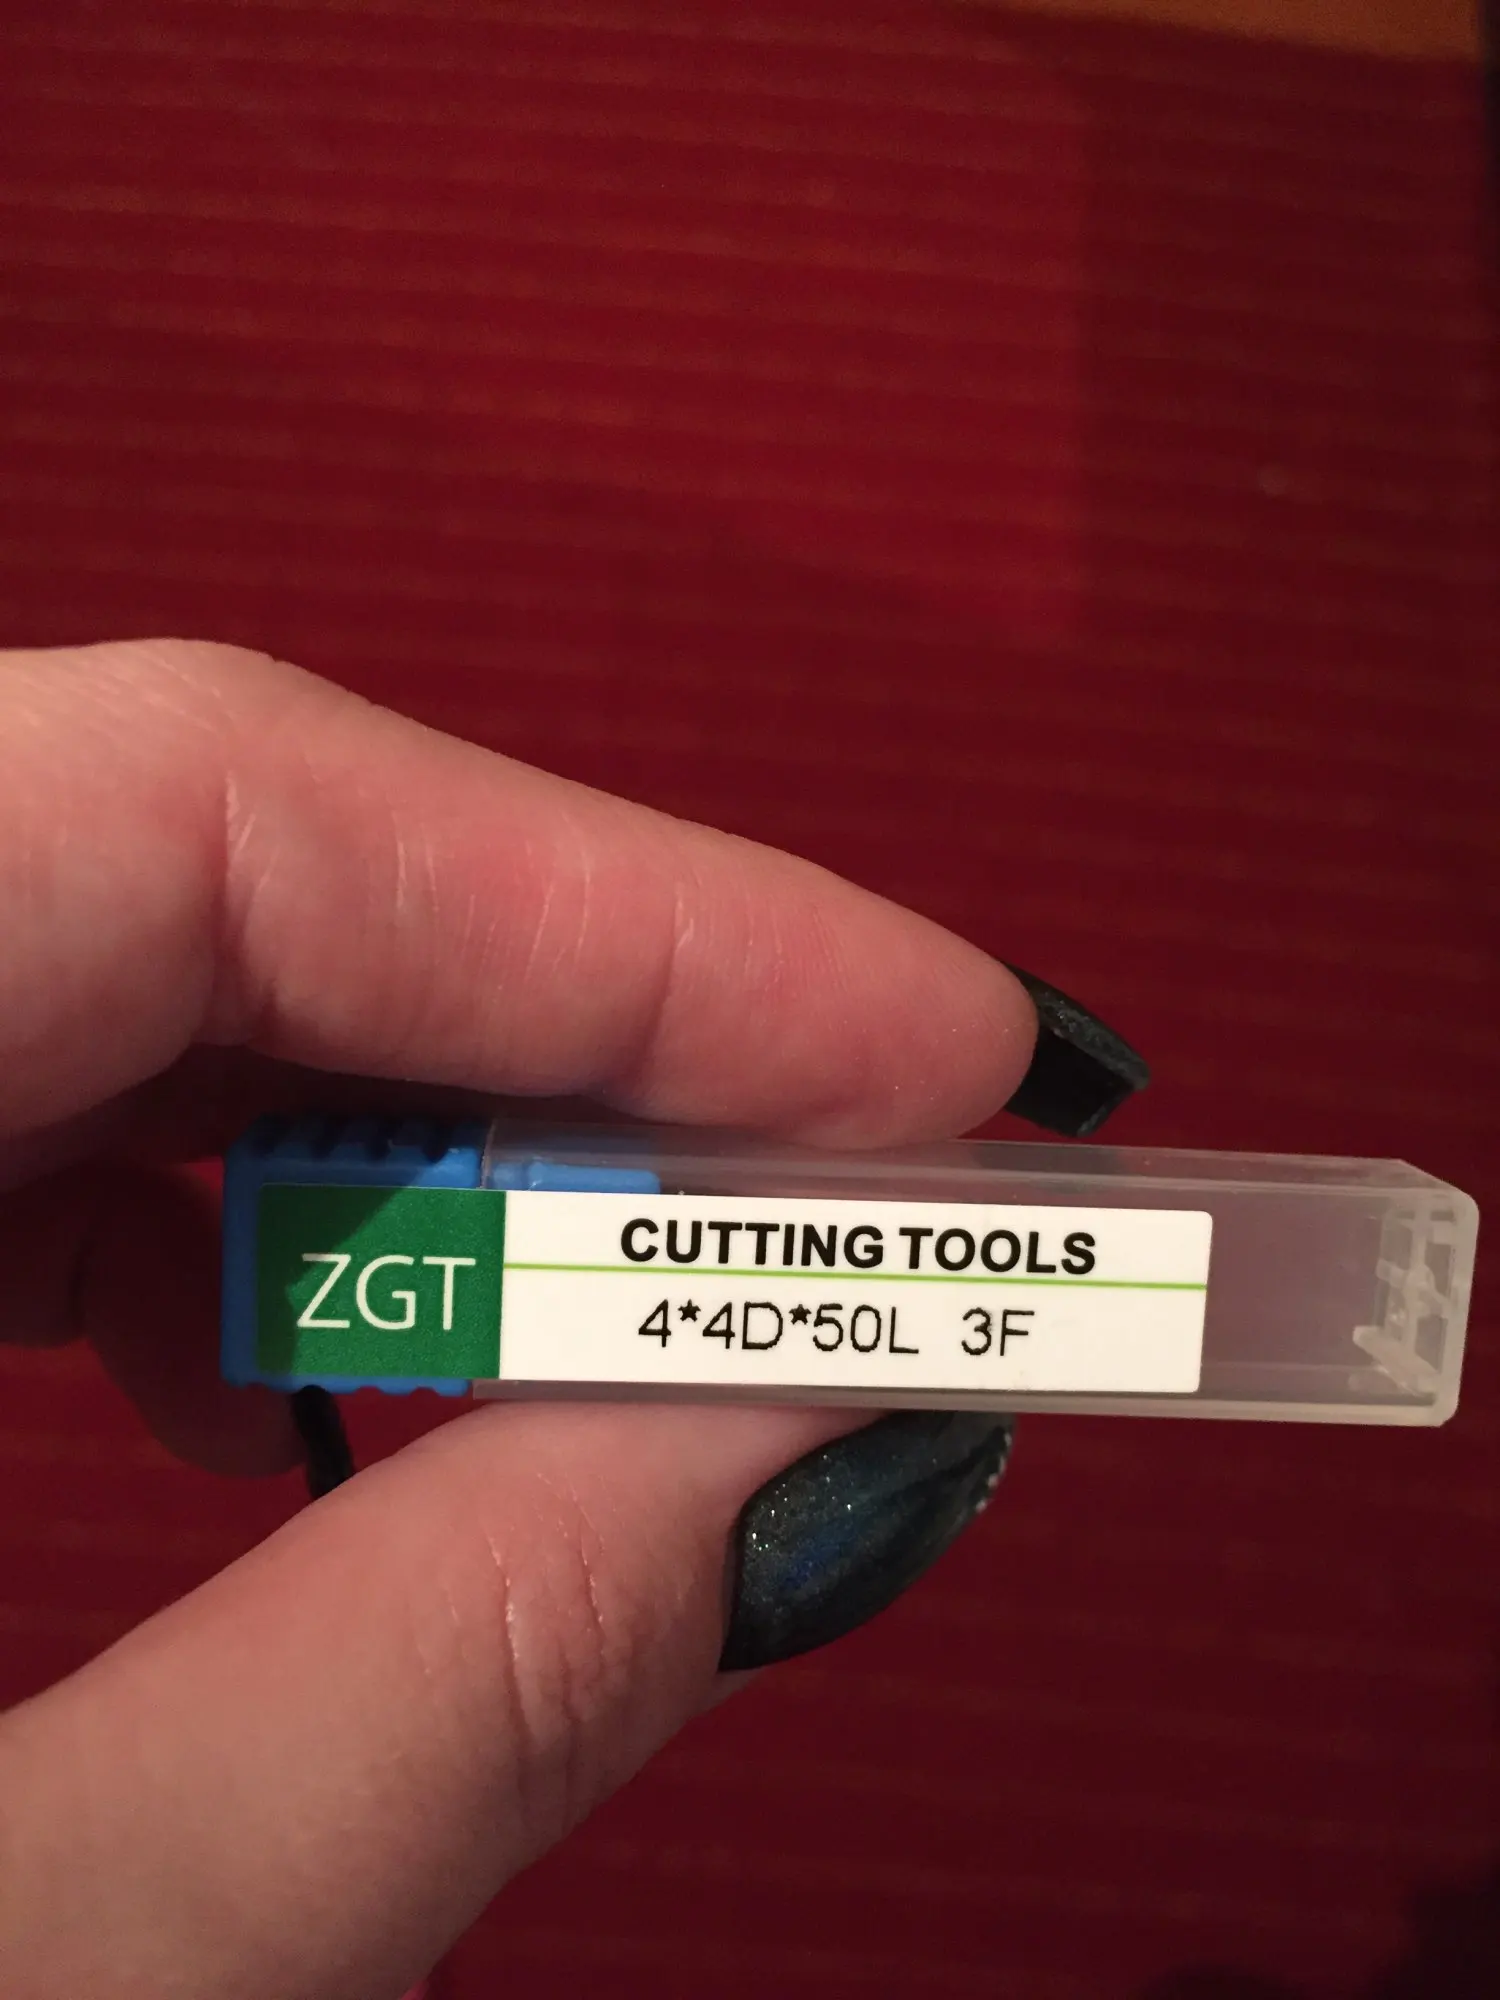 ZGT
CUTTING TOOLS
4*4D*50L 3F